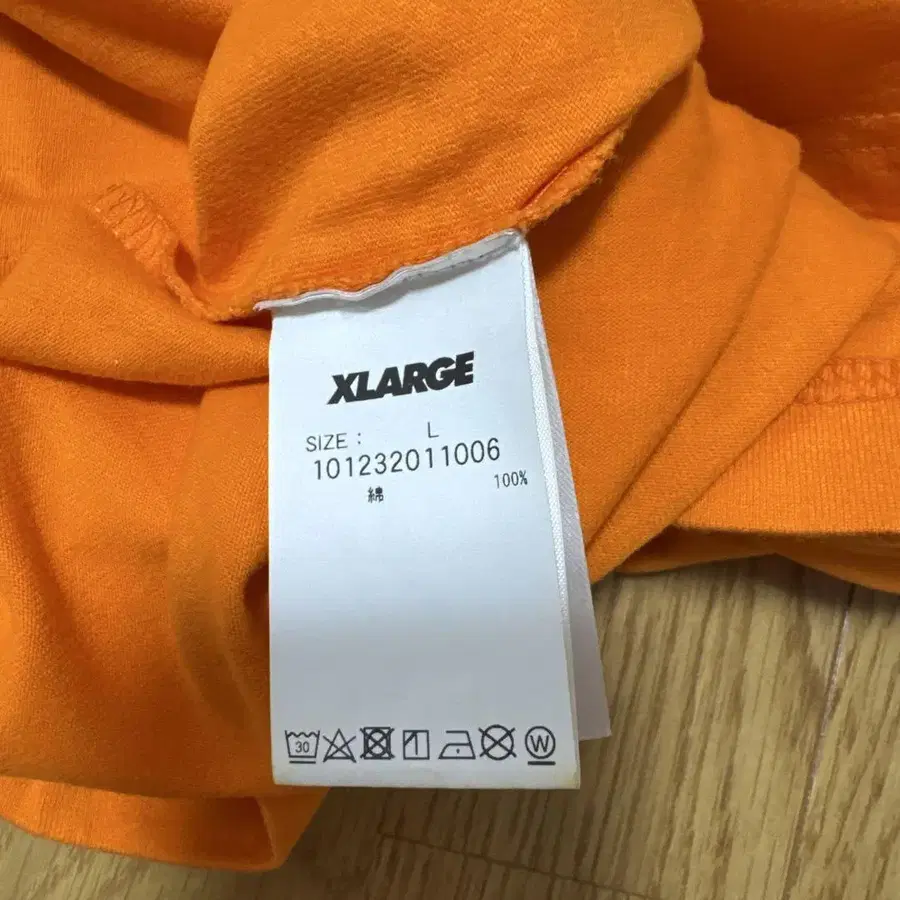 XLARGE
SIZE : L
101232011006
綿 100%
30
W